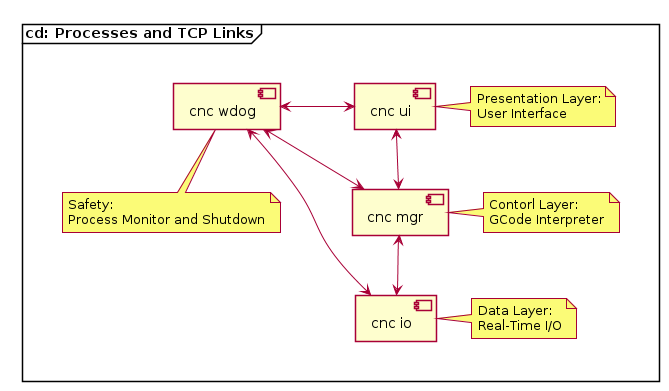 cd: Processes and TCP Links
cnc wdog
cnc ui
Presentation Layer:
User Interface
Safety:
Process Monitor and Shutdown
cnc mgr
Contorl Layer:
GCode Interpreter
cnc io
Data Layer:
Real-Time I/O